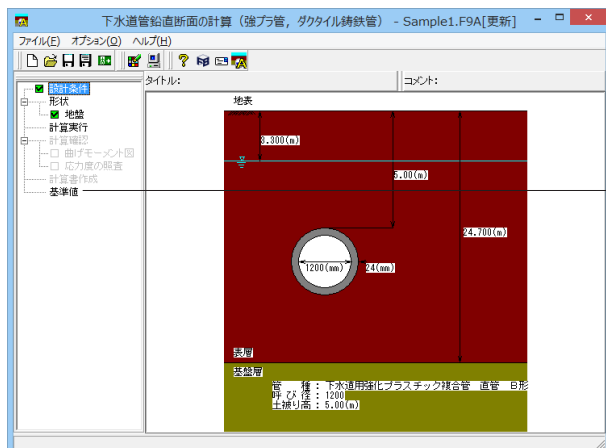 下水道管鉛直断面の計算（強プラ管，ダクタイル鋳鉄管） - Sample1.F9A[更新]
ファイル(F) オプション(O) ヘルプ(H)
タイトル: コメント:
設計条件
形状
地盤
計算実行
計算確認
曲げモーメント図
応力度の照査
計算書作成
基準値
地表
3.300(m)
5.00(m)
24.700(m)
1200(mm) 24(mm)
表層
基盤層
管　種：下水道用強化プラスチック複合管　直管　B形
呼び径：1200
土被り高：5.00(m)